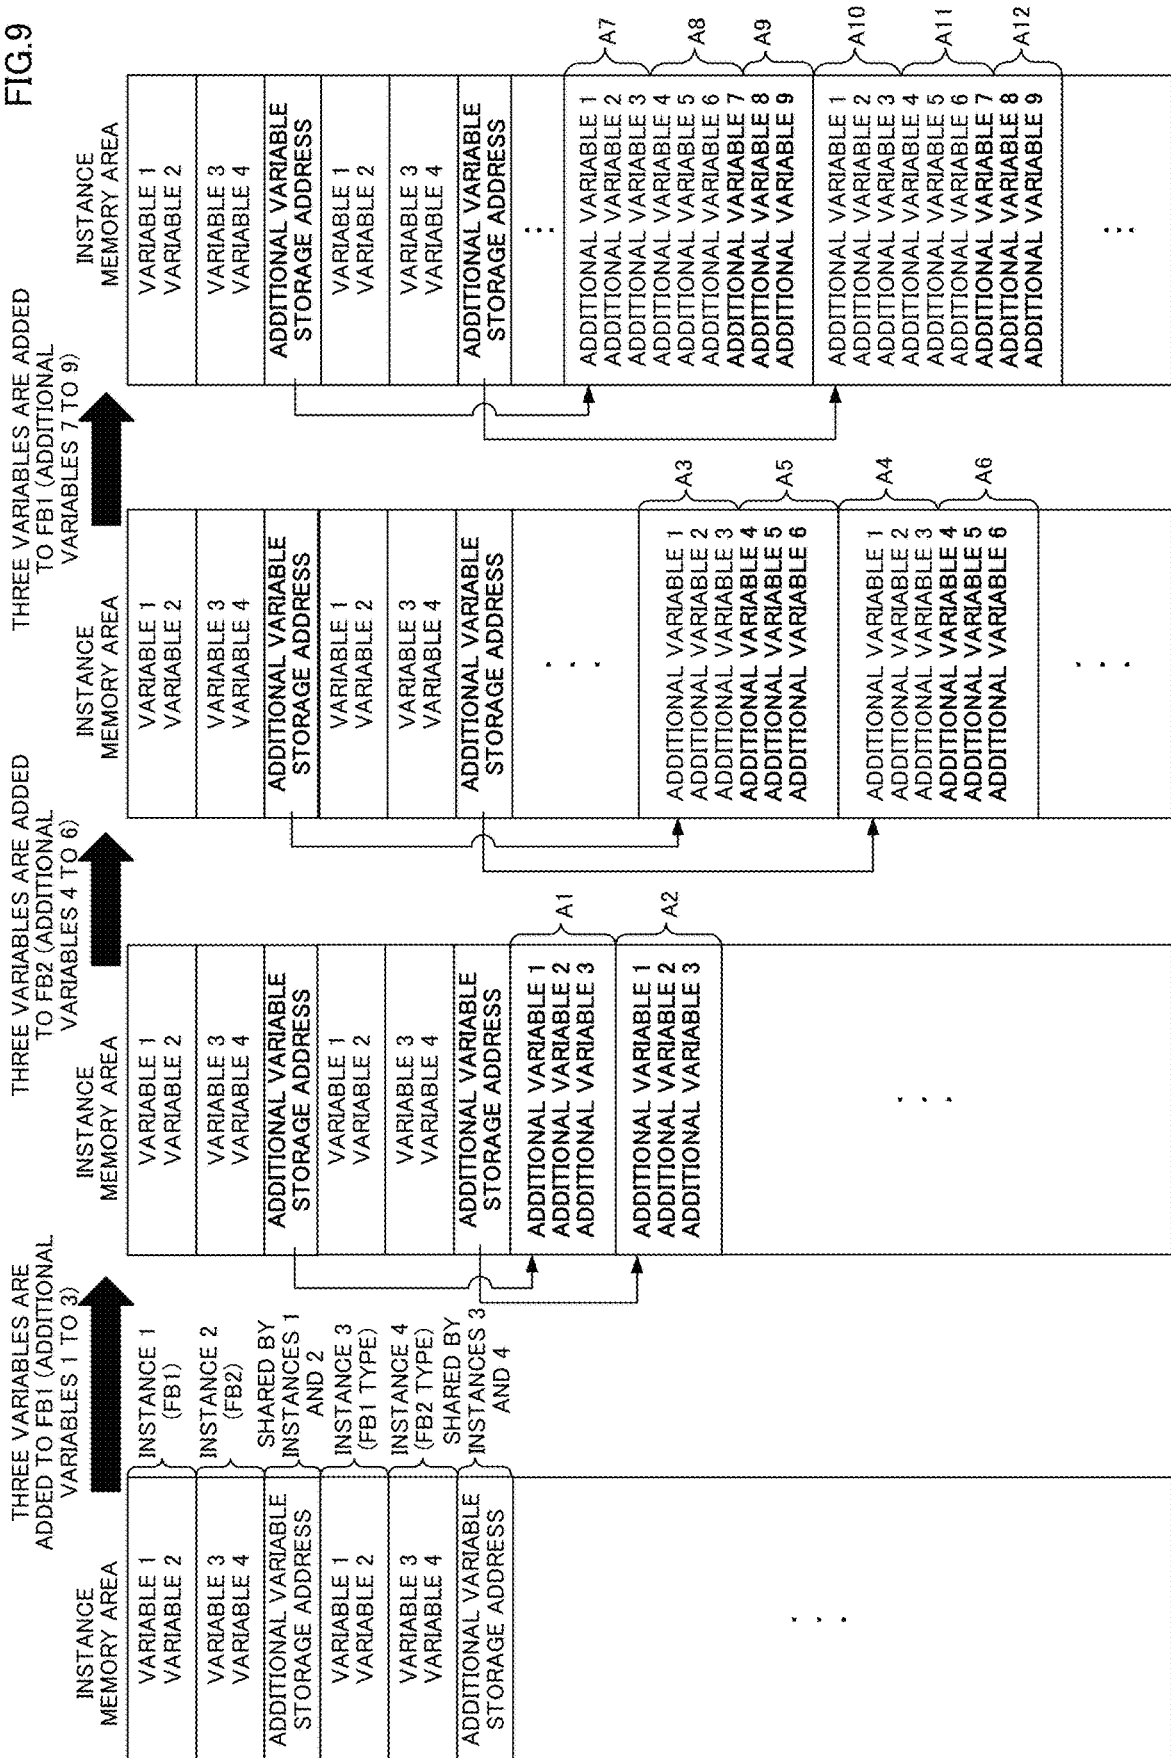 FIG.9
THREE VARIABLES ARE
ADDED TO FB1 (ADDITIONAL
VARIABLES 1 TO 3)
THREE VARIABLES ARE ADDED
TO FB2 (ADDITIONAL
VARIABLES 4 TO 6)
THREE VARIABLES ARE ADDED
TO FB1 (ADDITIONAL
VARIABLES 7 TO 9)
INSTANCE
MEMORY AREA
VARIABLE 1
VARIABLE 2
VARIABLE 3
VARIABLE 4
ADDITIONAL VARIABLE
STORAGE ADDRESS
VARIABLE 1
VARIABLE 2
VARIABLE 3
VARIABLE 4
ADDITIONAL VARIABLE
STORAGE ADDRESS
. . .
INSTANCE 1
(FB1)
INSTANCE 2
(FB2)
SHARED BY
INSTANCES 1
AND 2
INSTANCE 3
(FB1 TYPE)
INSTANCE 4
(FB2 TYPE)
SHARED BY
INSTANCES 3
AND 4
INSTANCE
MEMORY AREA
VARIABLE 1
VARIABLE 2
VARIABLE 3
VARIABLE 4
ADDITIONAL VARIABLE
STORAGE ADDRESS
VARIABLE 1
VARIABLE 2
VARIABLE 3
VARIABLE 4
ADDITIONAL VARIABLE
STORAGE ADDRESS
ADDITIONAL VARIABLE 1
ADDITIONAL VARIABLE 2
ADDITIONAL VARIABLE 3
A1
ADDITIONAL VARIABLE 1
ADDITIONAL VARIABLE 2
ADDITIONAL VARIABLE 3
A2
. . .
INSTANCE
MEMORY AREA
VARIABLE 1
VARIABLE 2
VARIABLE 3
VARIABLE 4
ADDITIONAL VARIABLE
STORAGE ADDRESS
VARIABLE 1
VARIABLE 2
VARIABLE 3
VARIABLE 4
ADDITIONAL VARIABLE
STORAGE ADDRESS
. . .
ADDITIONAL VARIABLE 1
ADDITIONAL VARIABLE 2
ADDITIONAL VARIABLE 3
A3
ADDITIONAL VARIABLE 4
ADDITIONAL VARIABLE 5
ADDITIONAL VARIABLE 6
A5
ADDITIONAL VARIABLE 1
ADDITIONAL VARIABLE 2
ADDITIONAL VARIABLE 3
A4
ADDITIONAL VARIABLE 4
ADDITIONAL VARIABLE 5
ADDITIONAL VARIABLE 6
A6
. . .
INSTANCE
MEMORY AREA
VARIABLE 1
VARIABLE 2
VARIABLE 3
VARIABLE 4
ADDITIONAL VARIABLE
STORAGE ADDRESS
VARIABLE 1
VARIABLE 2
VARIABLE 3
VARIABLE 4
ADDITIONAL VARIABLE
STORAGE ADDRESS
. . .
ADDITIONAL VARIABLE 1
ADDITIONAL VARIABLE 2
ADDITIONAL VARIABLE 3
A7
ADDITIONAL VARIABLE 4
ADDITIONAL VARIABLE 5
ADDITIONAL VARIABLE 6
A8
ADDITIONAL VARIABLE 7
ADDITIONAL VARIABLE 8
ADDITIONAL VARIABLE 9
A9
ADDITIONAL VARIABLE 1
ADDITIONAL VARIABLE 2
ADDITIONAL VARIABLE 3
A10
ADDITIONAL VARIABLE 4
ADDITIONAL VARIABLE 5
ADDITIONAL VARIABLE 6
A11
ADDITIONAL VARIABLE 7
ADDITIONAL VARIABLE 8
ADDITIONAL VARIABLE 9
A12
. . .